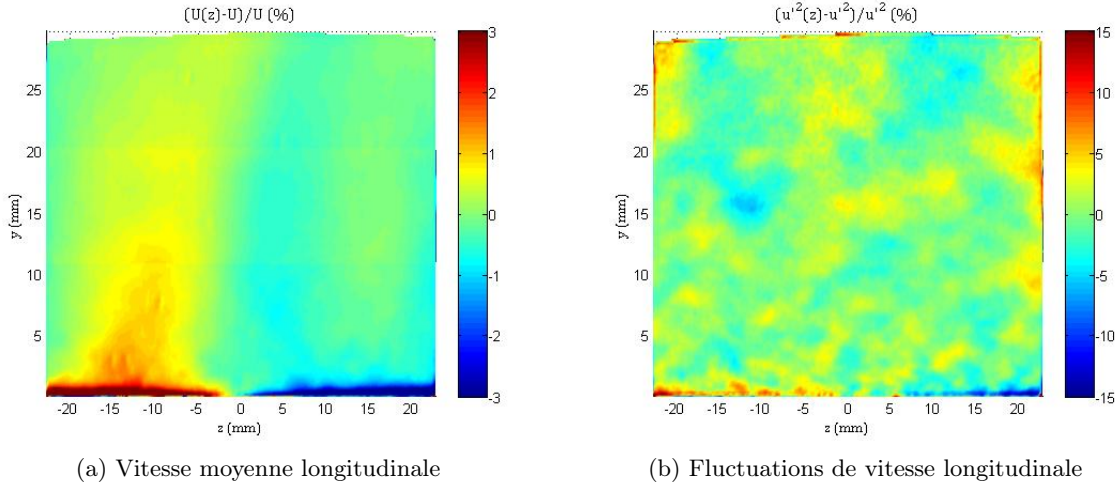 (U(z)-U)/U (%)
3
2
1
0
-1
-2
-3
25
20
15
10
5
y (mm)
-20 -15 -10 -5 0 5 10 15 20
z (mm)
(a) Vitesse moyenne longitudinale
(u'²(z)-u'²)/u'² (%)
15
10
5
0
-5
-10
-15
25
20
15
10
5
y (mm)
-20 -15 -10 -5 0 5 10 15 20
z (mm)
(b) Fluctuations de vitesse longitudinale